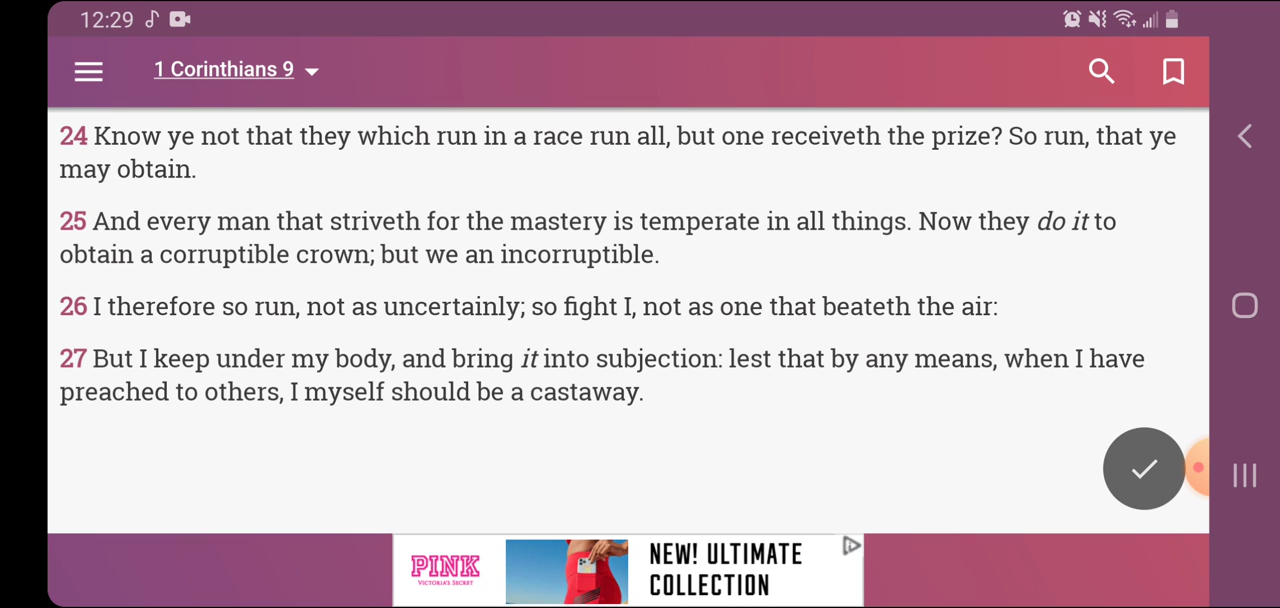 12:29
1 Corinthians 9
24 Know ye not that they which run in a race run all, but one receiveth the prize? So run, that ye
may obtain.
25 And every man that striveth for the mastery is temperate in all things. Now they do it to
obtain a corruptible crown; but we an incorruptible.
26 I therefore so run, not as uncertainly; so fight I, not as one that beateth the air:
27 But I keep under my body, and bring it into subjection: lest that by any means, when I have
preached to others, I myself should be a castaway.
PINK
VICTORIA'S SECRET
NEW! ULTIMATE
COLLECTION